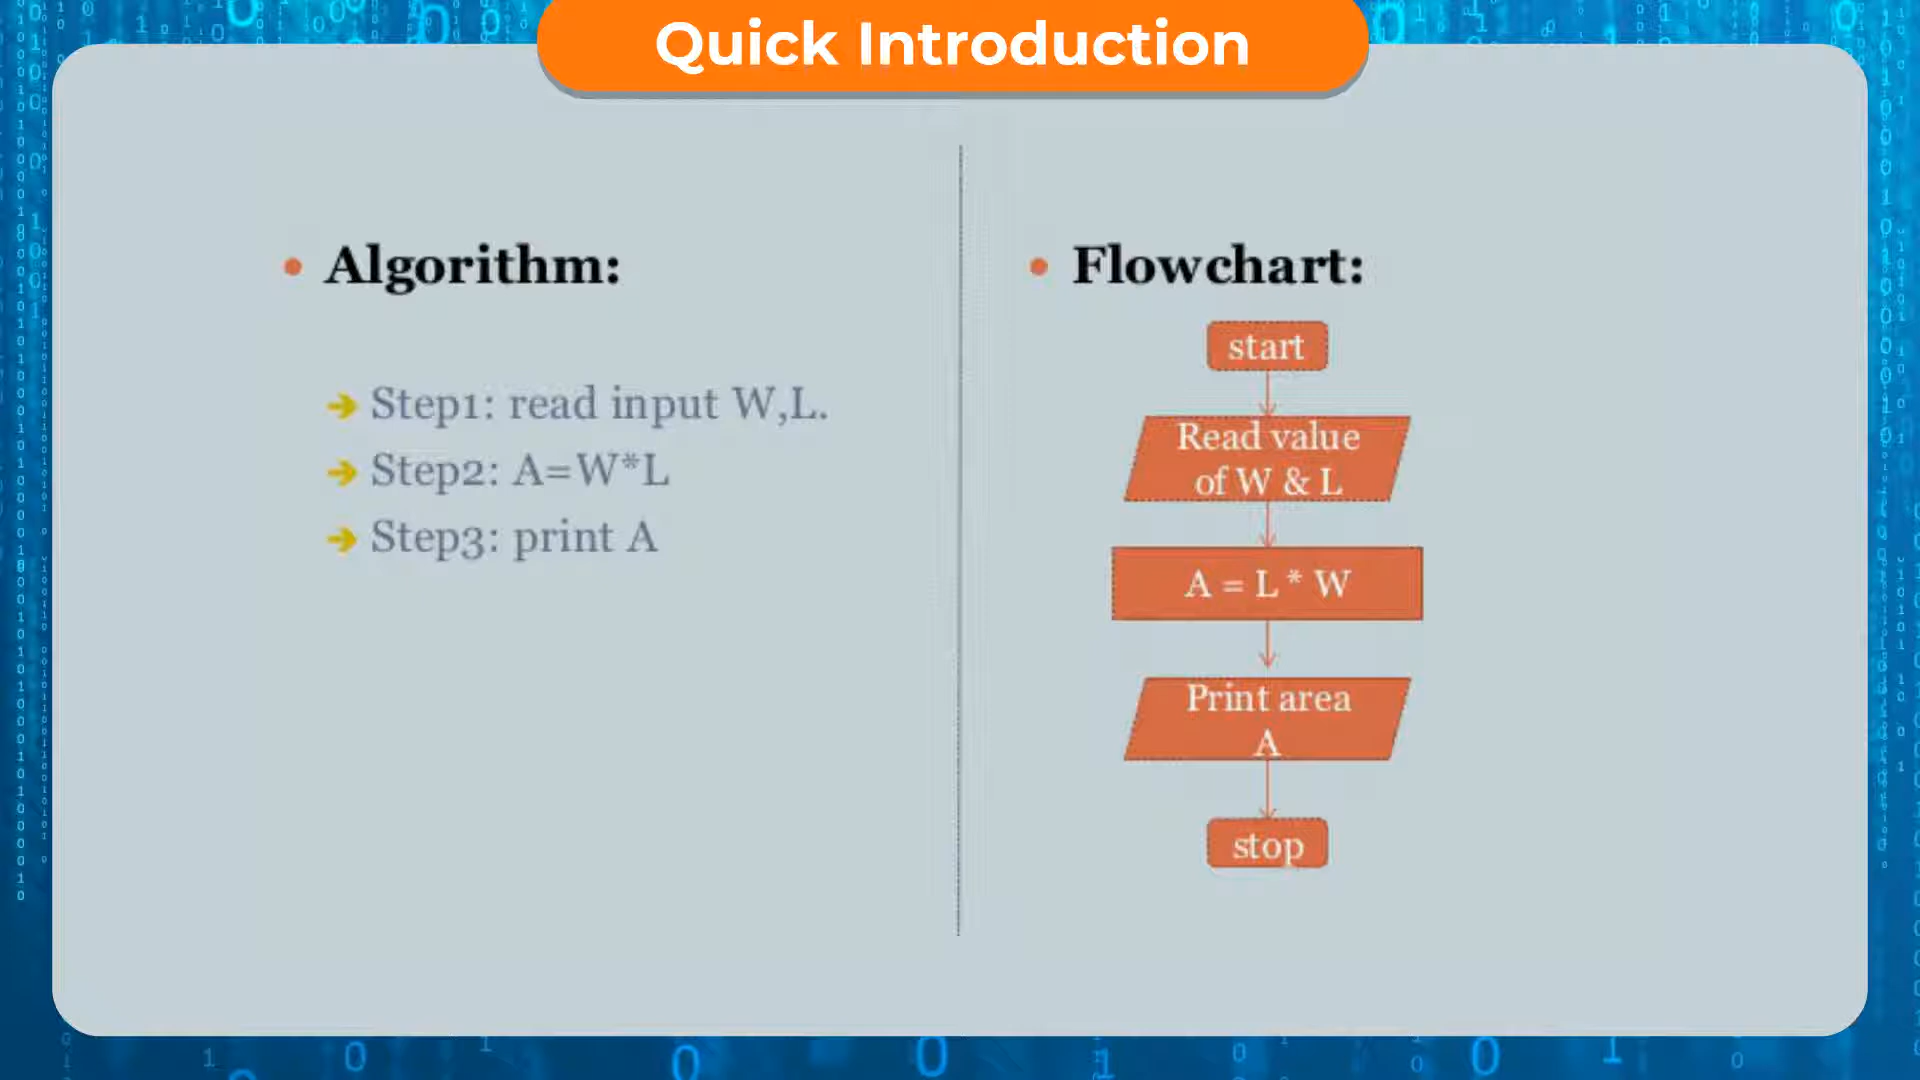 Quick Introduction
Algorithm:
Step1: read input W,L.
Step2: A=W*L
Step3: print A
Flowchart:
start
Read value
of W & L
A = L * W
Print area
A
stop